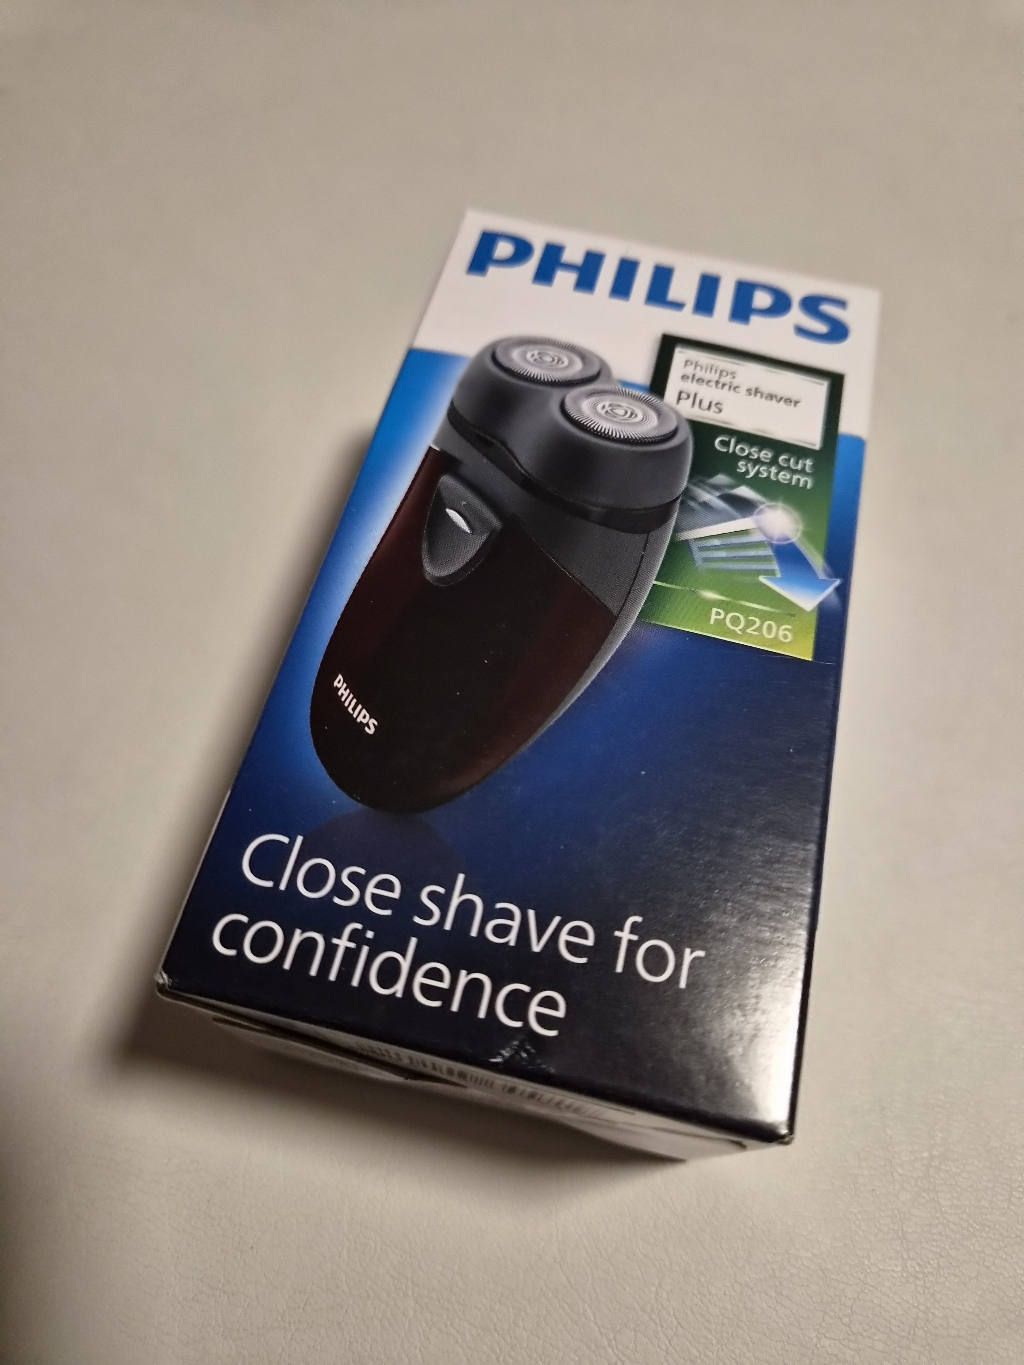 PHILIPS
Philips
electric shaver
Plus
Close cut
system
PQ206
PHILIPS
Close shave for
confidence